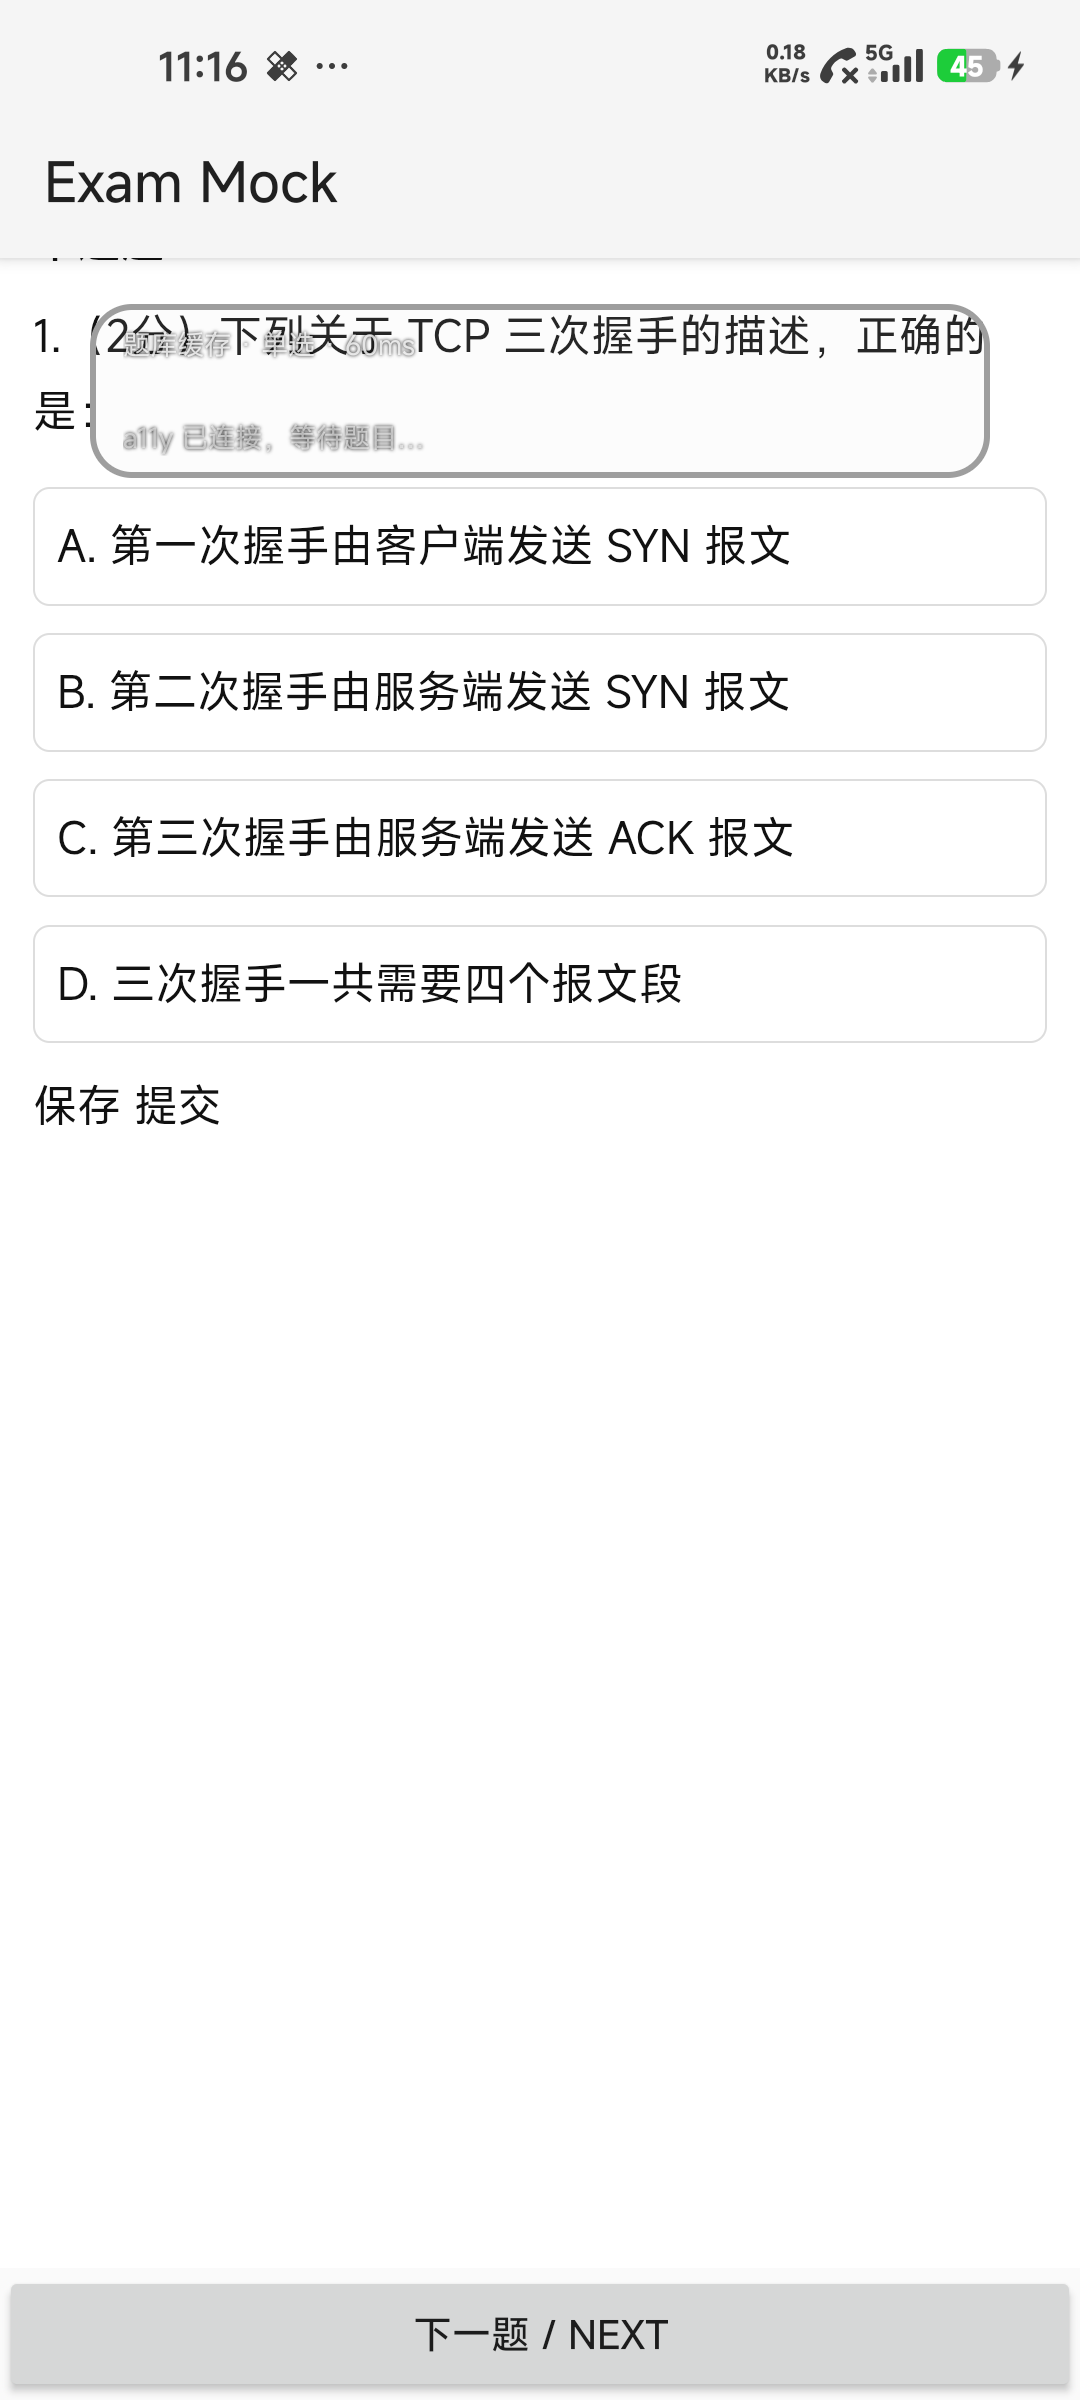 11:16
0.18 KB/s
5G
45
Exam Mock
1.（2分）下列关于 TCP 三次握手的描述，正确的
题库缓存 · 单选 · 60ms
是：
a11y 已连接，等待题目...
A. 第一次握手由客户端发送 SYN 报文
B. 第二次握手由服务端发送 SYN 报文
C. 第三次握手由服务端发送 ACK 报文
D. 三次握手一共需要四个报文段
保存 提交
下一题 / NEXT